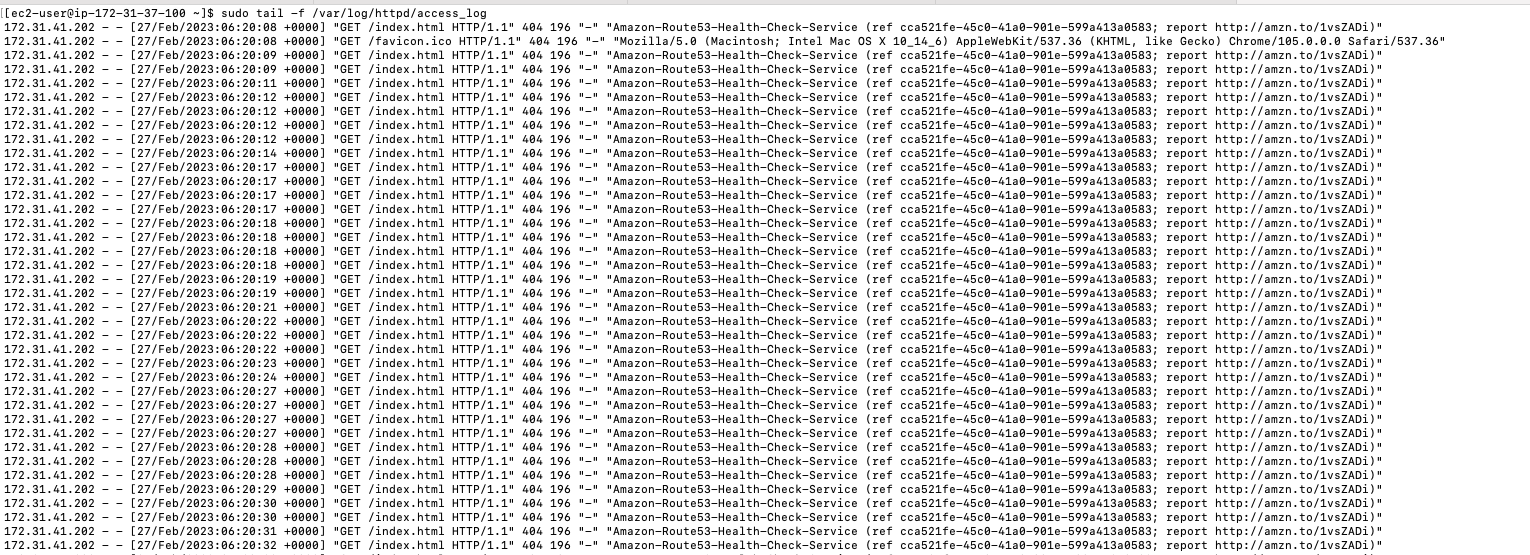 [[ec2-user@ip-172-31-37-100 ~]$ sudo tail -f /var/log/httpd/access_log
172.31.41.202 - - [27/Feb/2023:06:20:08 +0000] "GET /index.html HTTP/1.1" 404 196 "-" "Amazon-Route53-Health-Check-Service (ref cca521fe-45c0-41a0-901e-599a413a0583; report http://amzn.to/1vsZADi)"
172.31.41.202 - - [27/Feb/2023:06:20:08 +0000] "GET /favicon.ico HTTP/1.1" 404 196 "-" "Mozilla/5.0 (Macintosh; Intel Mac OS X 10_14_6) AppleWebKit/537.36 (KHTML, like Gecko) Chrome/105.0.0.0 Safari/537.36"
172.31.41.202 - - [27/Feb/2023:06:20:09 +0000] "GET /index.html HTTP/1.1" 404 196 "-" "Amazon-Route53-Health-Check-Service (ref cca521fe-45c0-41a0-901e-599a413a0583; report http://amzn.to/1vsZADi)"
172.31.41.202 - - [27/Feb/2023:06:20:09 +0000] "GET /index.html HTTP/1.1" 404 196 "-" "Amazon-Route53-Health-Check-Service (ref cca521fe-45c0-41a0-901e-599a413a0583; report http://amzn.to/1vsZADi)"
172.31.41.202 - - [27/Feb/2023:06:20:11 +0000] "GET /index.html HTTP/1.1" 404 196 "-" "Amazon-Route53-Health-Check-Service (ref cca521fe-45c0-41a0-901e-599a413a0583; report http://amzn.to/1vsZADi)"
172.31.41.202 - - [27/Feb/2023:06:20:12 +0000] "GET /index.html HTTP/1.1" 404 196 "-" "Amazon-Route53-Health-Check-Service (ref cca521fe-45c0-41a0-901e-599a413a0583; report http://amzn.to/1vsZADi)"
172.31.41.202 - - [27/Feb/2023:06:20:12 +0000] "GET /index.html HTTP/1.1" 404 196 "-" "Amazon-Route53-Health-Check-Service (ref cca521fe-45c0-41a0-901e-599a413a0583; report http://amzn.to/1vsZADi)"
172.31.41.202 - - [27/Feb/2023:06:20:12 +0000] "GET /index.html HTTP/1.1" 404 196 "-" "Amazon-Route53-Health-Check-Service (ref cca521fe-45c0-41a0-901e-599a413a0583; report http://amzn.to/1vsZADi)"
172.31.41.202 - - [27/Feb/2023:06:20:12 +0000] "GET /index.html HTTP/1.1" 404 196 "-" "Amazon-Route53-Health-Check-Service (ref cca521fe-45c0-41a0-901e-599a413a0583; report http://amzn.to/1vsZADi)"
172.31.41.202 - - [27/Feb/2023:06:20:14 +0000] "GET /index.html HTTP/1.1" 404 196 "-" "Amazon-Route53-Health-Check-Service (ref cca521fe-45c0-41a0-901e-599a413a0583; report http://amzn.to/1vsZADi)"
172.31.41.202 - - [27/Feb/2023:06:20:17 +0000] "GET /index.html HTTP/1.1" 404 196 "-" "Amazon-Route53-Health-Check-Service (ref cca521fe-45c0-41a0-901e-599a413a0583; report http://amzn.to/1vsZADi)"
172.31.41.202 - - [27/Feb/2023:06:20:17 +0000] "GET /index.html HTTP/1.1" 404 196 "-" "Amazon-Route53-Health-Check-Service (ref cca521fe-45c0-41a0-901e-599a413a0583; report http://amzn.to/1vsZADi)"
172.31.41.202 - - [27/Feb/2023:06:20:17 +0000] "GET /index.html HTTP/1.1" 404 196 "-" "Amazon-Route53-Health-Check-Service (ref cca521fe-45c0-41a0-901e-599a413a0583; report http://amzn.to/1vsZADi)"
172.31.41.202 - - [27/Feb/2023:06:20:17 +0000] "GET /index.html HTTP/1.1" 404 196 "-" "Amazon-Route53-Health-Check-Service (ref cca521fe-45c0-41a0-901e-599a413a0583; report http://amzn.to/1vsZADi)"
172.31.41.202 - - [27/Feb/2023:06:20:18 +0000] "GET /index.html HTTP/1.1" 404 196 "-" "Amazon-Route53-Health-Check-Service (ref cca521fe-45c0-41a0-901e-599a413a0583; report http://amzn.to/1vsZADi)"
172.31.41.202 - - [27/Feb/2023:06:20:18 +0000] "GET /index.html HTTP/1.1" 404 196 "-" "Amazon-Route53-Health-Check-Service (ref cca521fe-45c0-41a0-901e-599a413a0583; report http://amzn.to/1vsZADi)"
172.31.41.202 - - [27/Feb/2023:06:20:18 +0000] "GET /index.html HTTP/1.1" 404 196 "-" "Amazon-Route53-Health-Check-Service (ref cca521fe-45c0-41a0-901e-599a413a0583; report http://amzn.to/1vsZADi)"
172.31.41.202 - - [27/Feb/2023:06:20:18 +0000] "GET /index.html HTTP/1.1" 404 196 "-" "Amazon-Route53-Health-Check-Service (ref cca521fe-45c0-41a0-901e-599a413a0583; report http://amzn.to/1vsZADi)"
172.31.41.202 - - [27/Feb/2023:06:20:19 +0000] "GET /index.html HTTP/1.1" 404 196 "-" "Amazon-Route53-Health-Check-Service (ref cca521fe-45c0-41a0-901e-599a413a0583; report http://amzn.to/1vsZADi)"
172.31.41.202 - - [27/Feb/2023:06:20:19 +0000] "GET /index.html HTTP/1.1" 404 196 "-" "Amazon-Route53-Health-Check-Service (ref cca521fe-45c0-41a0-901e-599a413a0583; report http://amzn.to/1vsZADi)"
172.31.41.202 - - [27/Feb/2023:06:20:21 +0000] "GET /index.html HTTP/1.1" 404 196 "-" "Amazon-Route53-Health-Check-Service (ref cca521fe-45c0-41a0-901e-599a413a0583; report http://amzn.to/1vsZADi)"
172.31.41.202 - - [27/Feb/2023:06:20:22 +0000] "GET /index.html HTTP/1.1" 404 196 "-" "Amazon-Route53-Health-Check-Service (ref cca521fe-45c0-41a0-901e-599a413a0583; report http://amzn.to/1vsZADi)"
172.31.41.202 - - [27/Feb/2023:06:20:22 +0000] "GET /index.html HTTP/1.1" 404 196 "-" "Amazon-Route53-Health-Check-Service (ref cca521fe-45c0-41a0-901e-599a413a0583; report http://amzn.to/1vsZADi)"
172.31.41.202 - - [27/Feb/2023:06:20:22 +0000] "GET /index.html HTTP/1.1" 404 196 "-" "Amazon-Route53-Health-Check-Service (ref cca521fe-45c0-41a0-901e-599a413a0583; report http://amzn.to/1vsZADi)"
172.31.41.202 - - [27/Feb/2023:06:20:23 +0000] "GET /index.html HTTP/1.1" 404 196 "-" "Amazon-Route53-Health-Check-Service (ref cca521fe-45c0-41a0-901e-599a413a0583; report http://amzn.to/1vsZADi)"
172.31.41.202 - - [27/Feb/2023:06:20:24 +0000] "GET /index.html HTTP/1.1" 404 196 "-" "Amazon-Route53-Health-Check-Service (ref cca521fe-45c0-41a0-901e-599a413a0583; report http://amzn.to/1vsZADi)"
172.31.41.202 - - [27/Feb/2023:06:20:27 +0000] "GET /index.html HTTP/1.1" 404 196 "-" "Amazon-Route53-Health-Check-Service (ref cca521fe-45c0-41a0-901e-599a413a0583; report http://amzn.to/1vsZADi)"
172.31.41.202 - - [27/Feb/2023:06:20:27 +0000] "GET /index.html HTTP/1.1" 404 196 "-" "Amazon-Route53-Health-Check-Service (ref cca521fe-45c0-41a0-901e-599a413a0583; report http://amzn.to/1vsZADi)"
172.31.41.202 - - [27/Feb/2023:06:20:27 +0000] "GET /index.html HTTP/1.1" 404 196 "-" "Amazon-Route53-Health-Check-Service (ref cca521fe-45c0-41a0-901e-599a413a0583; report http://amzn.to/1vsZADi)"
172.31.41.202 - - [27/Feb/2023:06:20:27 +0000] "GET /index.html HTTP/1.1" 404 196 "-" "Amazon-Route53-Health-Check-Service (ref cca521fe-45c0-41a0-901e-599a413a0583; report http://amzn.to/1vsZADi)"
172.31.41.202 - - [27/Feb/2023:06:20:28 +0000] "GET /index.html HTTP/1.1" 404 196 "-" "Amazon-Route53-Health-Check-Service (ref cca521fe-45c0-41a0-901e-599a413a0583; report http://amzn.to/1vsZADi)"
172.31.41.202 - - [27/Feb/2023:06:20:28 +0000] "GET /index.html HTTP/1.1" 404 196 "-" "Amazon-Route53-Health-Check-Service (ref cca521fe-45c0-41a0-901e-599a413a0583; report http://amzn.to/1vsZADi)"
172.31.41.202 - - [27/Feb/2023:06:20:28 +0000] "GET /index.html HTTP/1.1" 404 196 "-" "Amazon-Route53-Health-Check-Service (ref cca521fe-45c0-41a0-901e-599a413a0583; report http://amzn.to/1vsZADi)"
172.31.41.202 - - [27/Feb/2023:06:20:29 +0000] "GET /index.html HTTP/1.1" 404 196 "-" "Amazon-Route53-Health-Check-Service (ref cca521fe-45c0-41a0-901e-599a413a0583; report http://amzn.to/1vsZADi)"
172.31.41.202 - - [27/Feb/2023:06:20:30 +0000] "GET /index.html HTTP/1.1" 404 196 "-" "Amazon-Route53-Health-Check-Service (ref cca521fe-45c0-41a0-901e-599a413a0583; report http://amzn.to/1vsZADi)"
172.31.41.202 - - [27/Feb/2023:06:20:30 +0000] "GET /index.html HTTP/1.1" 404 196 "-" "Amazon-Route53-Health-Check-Service (ref cca521fe-45c0-41a0-901e-599a413a0583; report http://amzn.to/1vsZADi)"
172.31.41.202 - - [27/Feb/2023:06:20:31 +0000] "GET /index.html HTTP/1.1" 404 196 "-" "Amazon-Route53-Health-Check-Service (ref cca521fe-45c0-41a0-901e-599a413a0583; report http://amzn.to/1vsZADi)"
172.31.41.202 - - [27/Feb/2023:06:20:32 +0000] "GET /index.html HTTP/1.1" 404 196 "-" "Amazon-Route53-Health-Check-Service (ref cca521fe-45c0-41a0-901e-599a413a0583; report http://amzn.to/1vsZADi)"